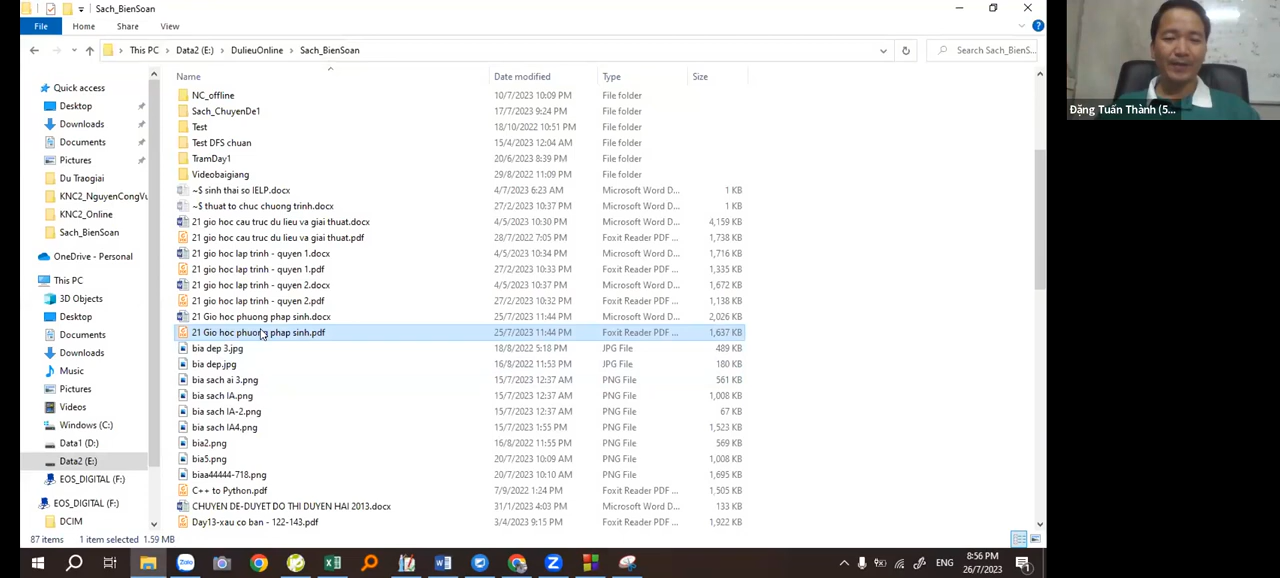 Sach_BienSoan
File
Home
Share
View
This PC
Data2 (E:)
DulieuOnline
Sach_BienSoan
Search Sach_BienS...
Name
Date modified
Type
Size
Quick access
Desktop
Downloads
Documents
Pictures
Du Traogiai
KNC2_NguyenCongVu
KNC2_Online
Sach_BienSoan
OneDrive - Personal
This PC
3D Objects
Desktop
Documents
Downloads
Music
Pictures
Videos
Windows (C:)
Data1 (D:)
Data2 (E:)
EOS_DIGITAL (F:)
EOS_DIGITAL (F:)
DCIM
NC_offline 10/7/2023 10:09 PM File folder
Sach_ChuyenDe1 17/7/2023 9:24 PM File folder
Test 18/10/2022 10:51 PM File folder
Test DFS chuan 15/4/2023 12:04 AM File folder
TramDay1 20/6/2023 8:39 PM File folder
Videobaigiang 29/8/2022 11:09 PM File folder
~$ sinh thai so IELP.docx 4/7/2023 6:23 AM Microsoft Word D... 1 KB
~$ thuat to chuc chuong trinh.docx 27/2/2023 10:37 PM Microsoft Word D... 1 KB
21 gio hoc cau truc du lieu va giai thuat.docx 4/5/2023 10:30 PM Microsoft Word D... 4,159 KB
21 gio hoc cau truc du lieu va giai thuat.pdf 28/7/2022 7:05 PM Foxit Reader PDF ... 1,738 KB
21 gio hoc lap trinh - quyen 1.docx 4/5/2023 10:34 PM Microsoft Word D... 1,716 KB
21 gio hoc lap trinh - quyen 1.pdf 27/2/2023 10:33 PM Foxit Reader PDF ... 1,335 KB
21 gio hoc lap trinh - quyen 2.docx 4/5/2023 10:37 PM Microsoft Word D... 1,672 KB
21 gio hoc lap trinh - quyen 2.pdf 27/2/2023 10:32 PM Foxit Reader PDF ... 1,138 KB
21 Gio hoc phuong phap sinh.docx 25/7/2023 11:44 PM Microsoft Word D... 2,026 KB
21 Gio hoc phuong phap sinh.pdf 25/7/2023 11:44 PM Foxit Reader PDF ... 1,637 KB
bia dep 3.jpg 18/8/2022 5:18 PM JPG File 489 KB
bia dep.jpg 16/8/2022 11:53 PM JPG File 180 KB
bia sach ai 3.png 15/7/2023 12:37 AM PNG File 561 KB
bia sach IA.png 15/7/2023 12:37 AM PNG File 1,008 KB
bia sach IA-2.png 15/7/2023 12:37 AM PNG File 67 KB
bia sach IA4.png 15/7/2023 1:55 PM PNG File 1,523 KB
bia2.png 16/8/2022 11:55 PM PNG File 569 KB
bia5.png 20/7/2023 10:09 AM PNG File 1,008 KB
biaa44444-718.png 20/7/2023 10:10 AM PNG File 1,695 KB
C++ to Python.pdf 7/9/2022 1:24 PM Foxit Reader PDF ... 1,505 KB
CHUYEN DE-DUYET DO THI DUYEN HAI 2013.docx 31/1/2023 4:03 PM Microsoft Word D... 133 KB
Day13-xau co ban - 122-143.pdf 3/4/2023 9:15 PM Foxit Reader PDF ... 1,922 KB
87 items 1 item selected 1.59 MB
Zalo
ENG
8:56 PM
26/7/2023
Đặng Tuấn Thành (5...